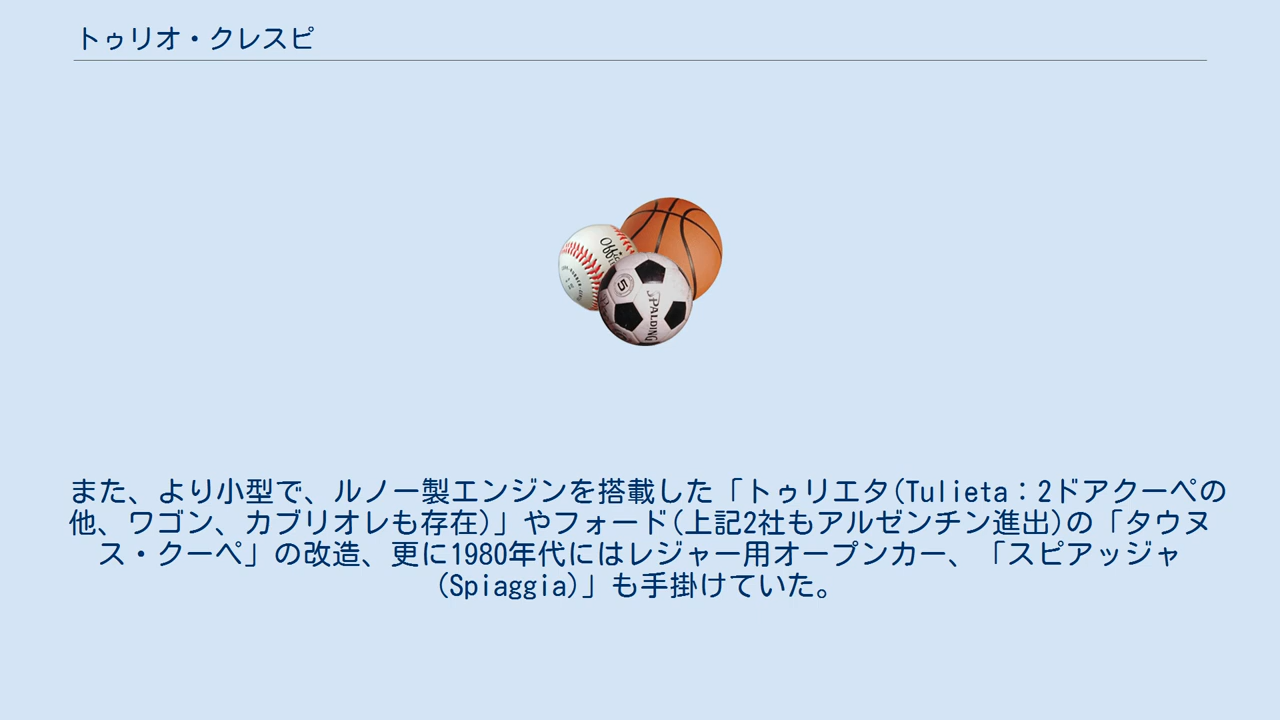 トゥリオ・クレスピ
Offi
5
SPALDING
また、より小型で、ルノー製エンジンを搭載した「トゥリエタ(Tulieta：2ドアクーペの
他、ワゴン、カブリオレも存在)」やフォード(上記2社もアルゼンチン進出)の「タウヌ
ス・クーペ」の改造、更に1980年代にはレジャー用オープンカー、「スピアッジャ
(Spiaggia)」も手掛けていた。